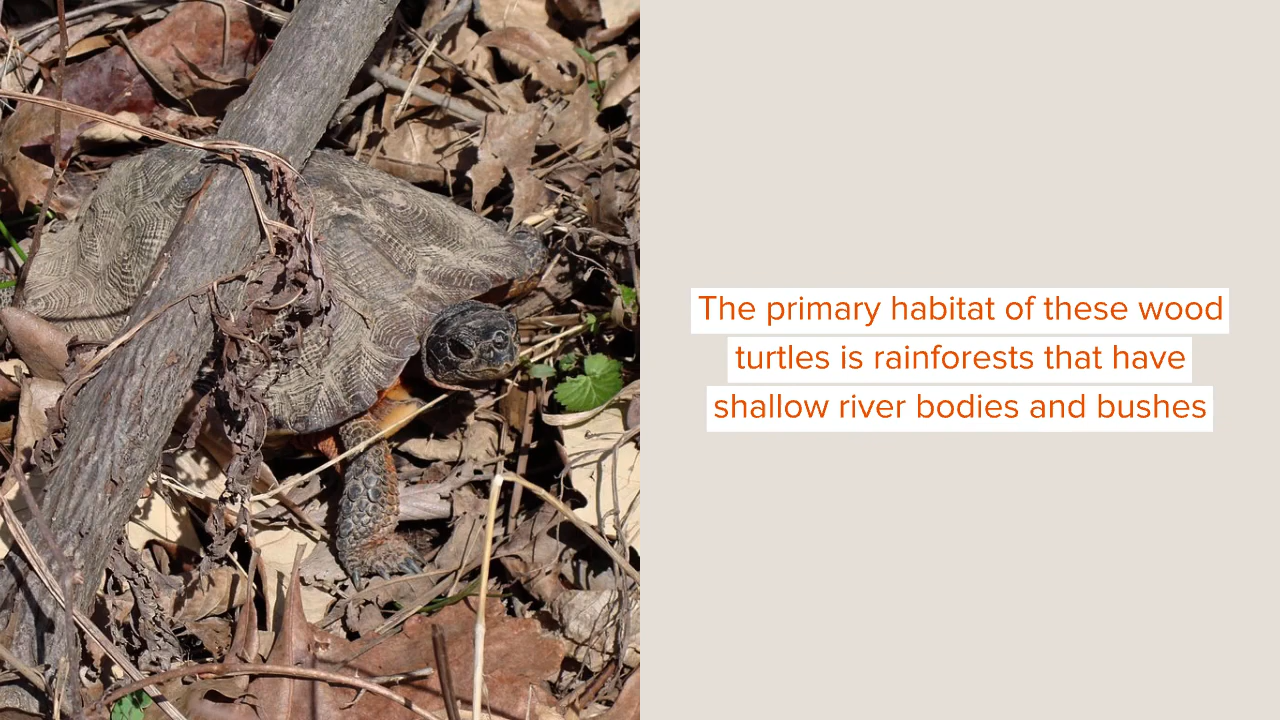 The primary habitat of these wood
turtles is rainforests that have
shallow river bodies and bushes